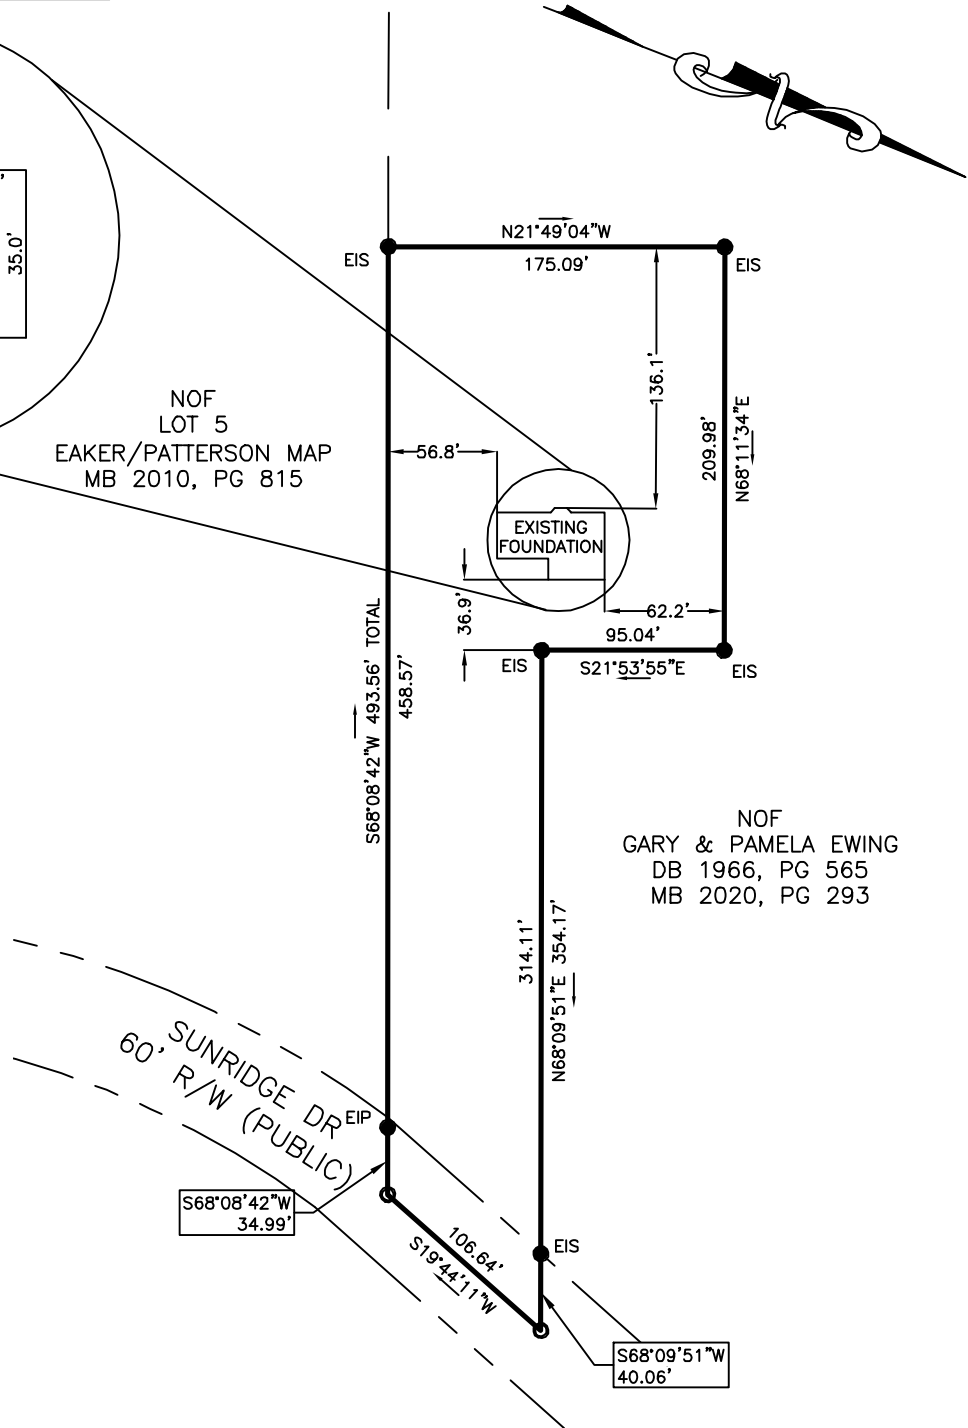 35.0'
N21°49'04"W
175.09'
EIS
EIS
136.1'
209.98'
N68°11'34"E
NOF
LOT 5
EAKER/PATTERSON MAP
MB 2010, PG 815
56.8'
EXISTING
FOUNDATION
36.9'
62.2'
95.04'
S21°53'55"E
EIS
EIS
S68°08'42"W 493.56' TOTAL
458.57'
NOF
GARY & PAMELA EWING
DB 1966, PG 565
MB 2020, PG 293
314.11'
N68°09'51"E 354.17'
SUNRIDGE DR
60' R/W (PUBLIC)
EIP
S68°08'42"W
34.99'
106.64'
S19°44'11"W
EIS
S68°09'51"W
40.06'